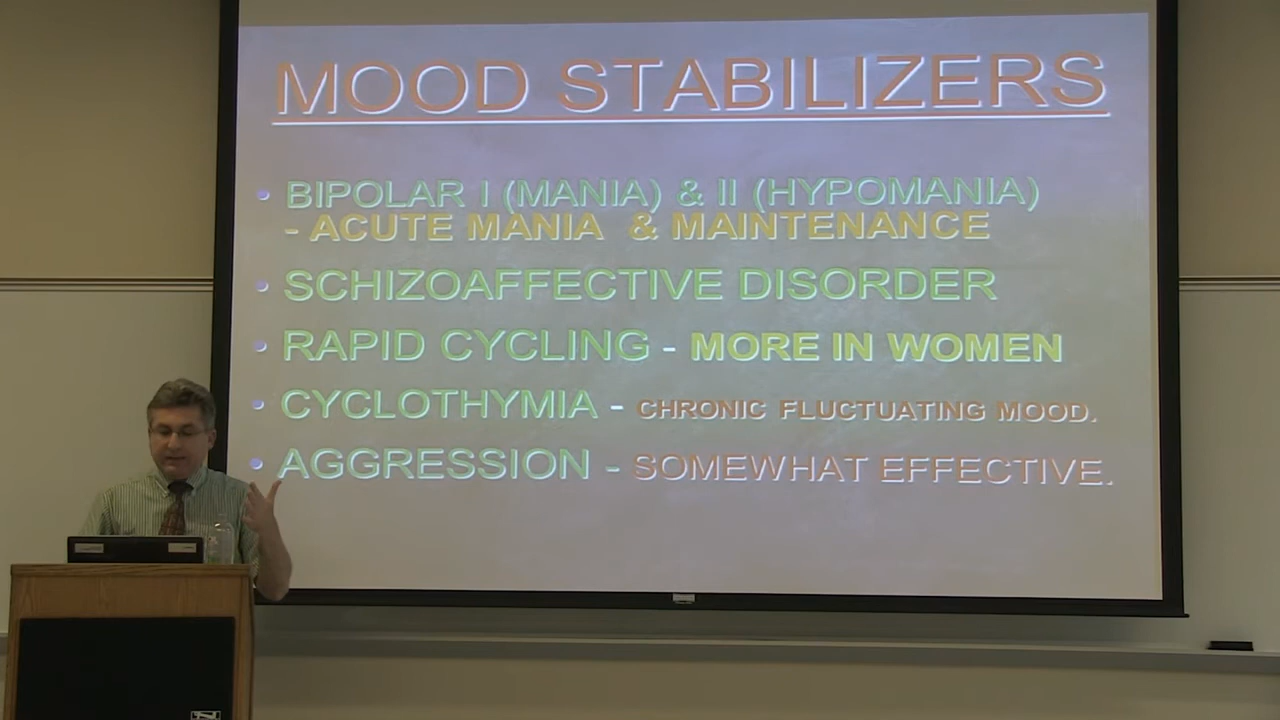 MOOD STABILIZERS
• BIPOLAR I (MANIA) & II (HYPOMANIA)
- ACUTE MANIA & MAINTENANCE
• SCHIZOAFFECTIVE DISORDER
• RAPID CYCLING - MORE IN WOMEN
• CYCLOTHYMIA - CHRONIC FLUCTUATING MOOD.
• AGGRESSION - SOMEWHAT EFFECTIVE.